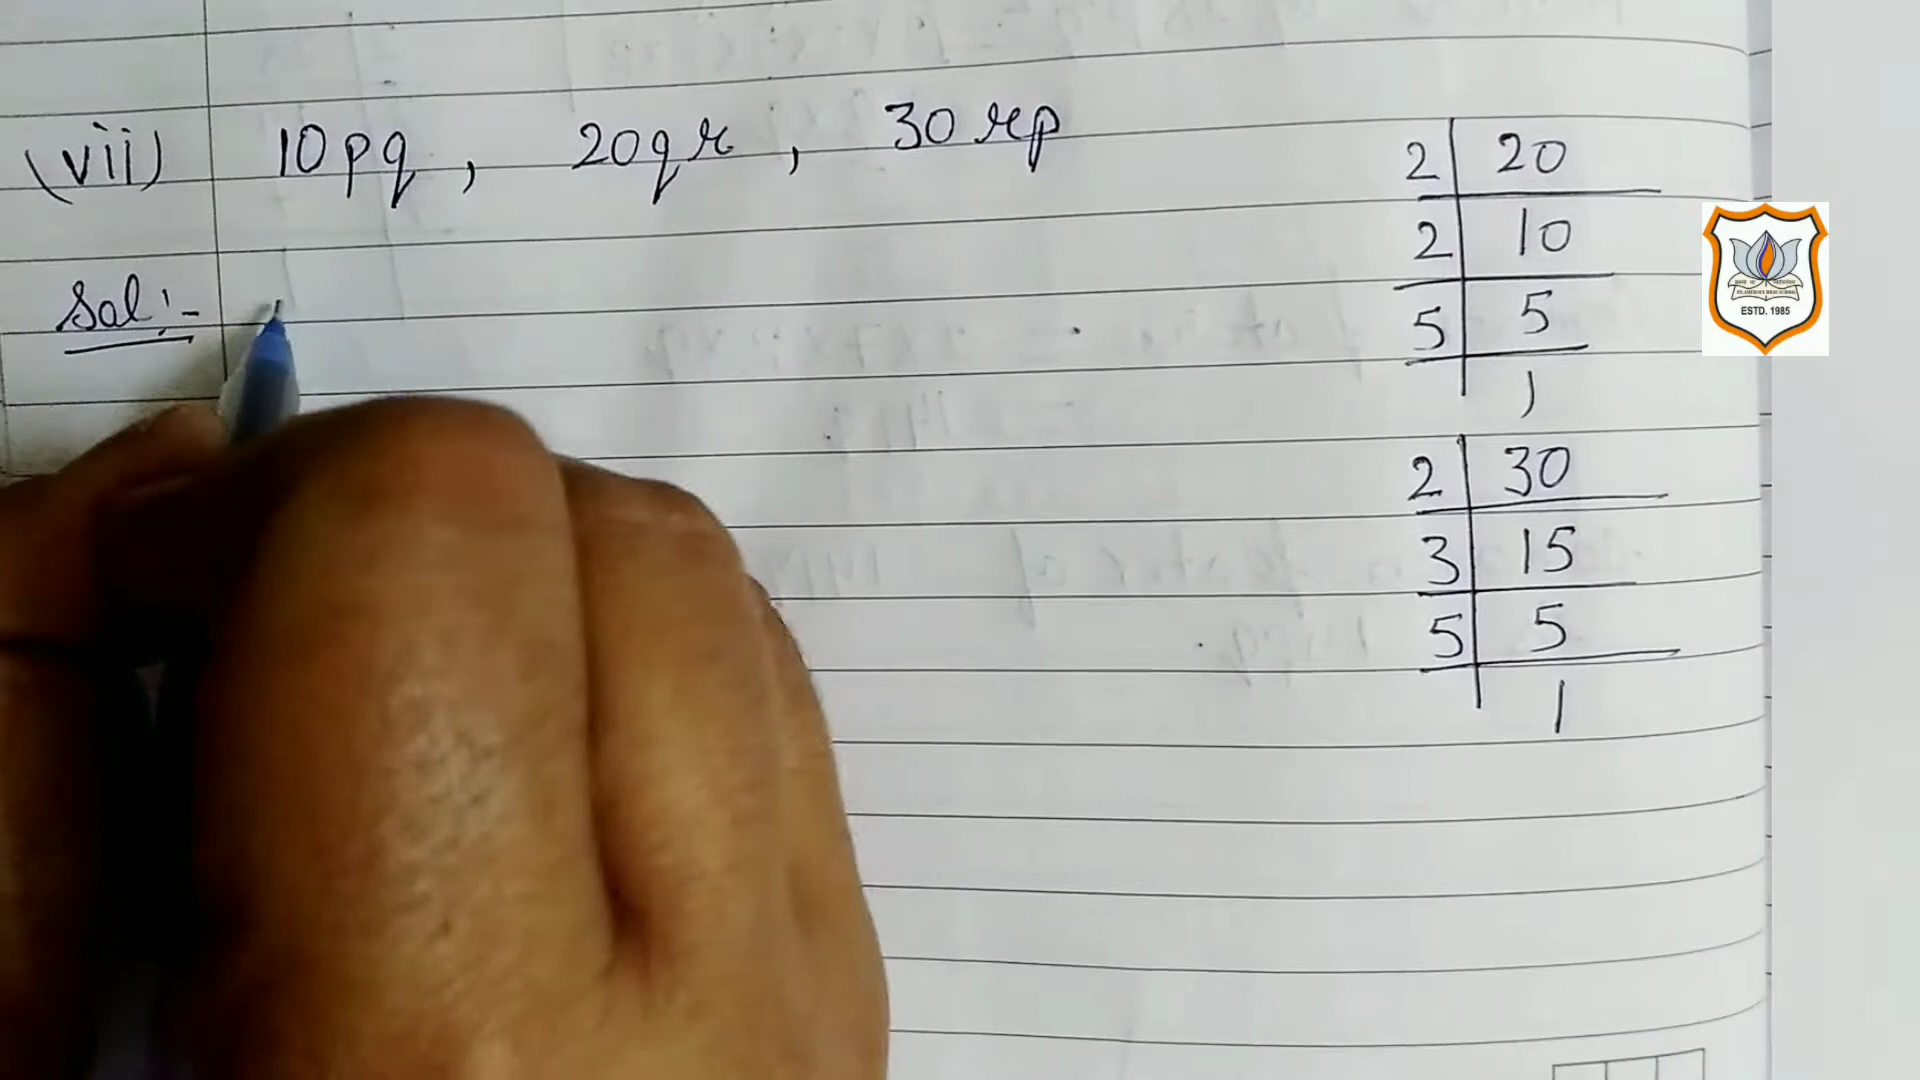 (vii) 10pq, 20qr, 30rp
Sol:-
2 | 20
2 | 10
5 | 5
1
2 | 30
3 | 15
5 | 5
1
ESTD. 1985